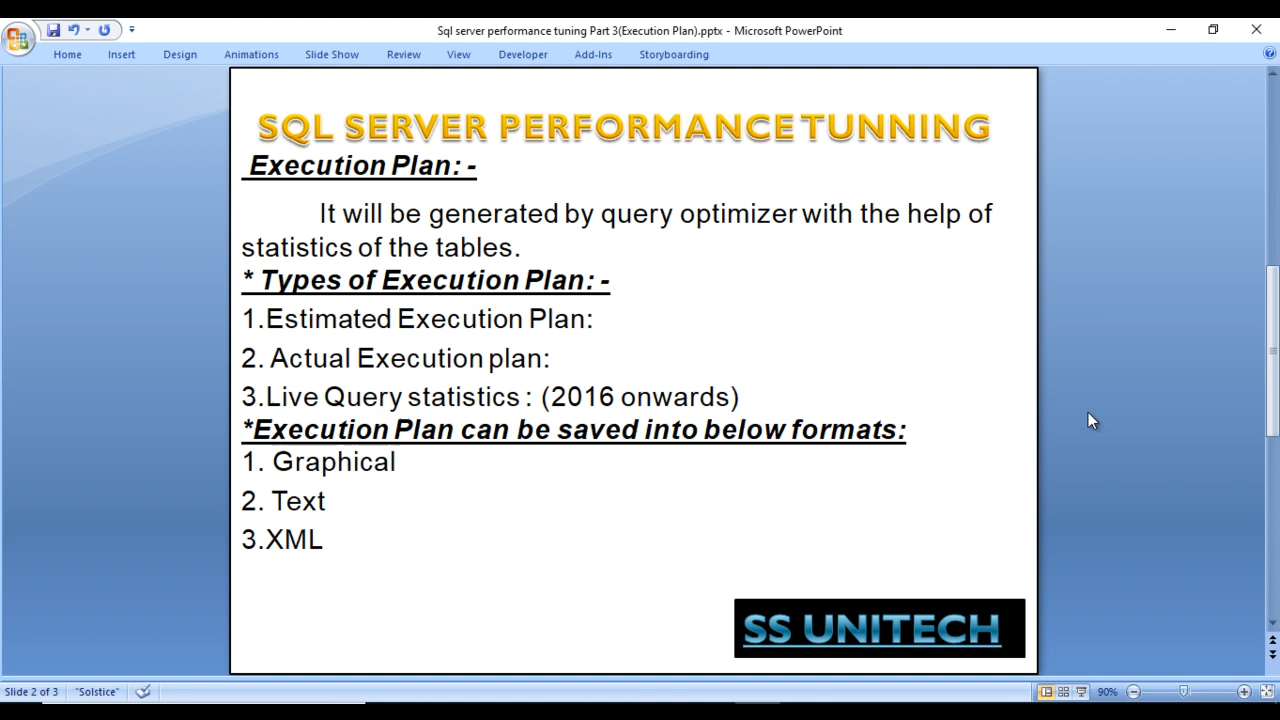 Sql server performance tuning Part 3(Execution Plan).pptx - Microsoft PowerPoint
Home Insert Design Animations Slide Show Review View Developer Add-Ins Storyboarding
SQL SERVER PERFORMANCE TUNNING
Execution Plan: -
It will be generated by query optimizer with the help of
statistics of the tables.
* Types of Execution Plan: -
1.Estimated Execution Plan:
2. Actual Execution plan:
3.Live Query statistics : (2016 onwards)
*Execution Plan can be saved into below formats:
1. Graphical
2. Text
3.XML
SS UNITECH
Slide 2 of 3 "Solstice" 90%